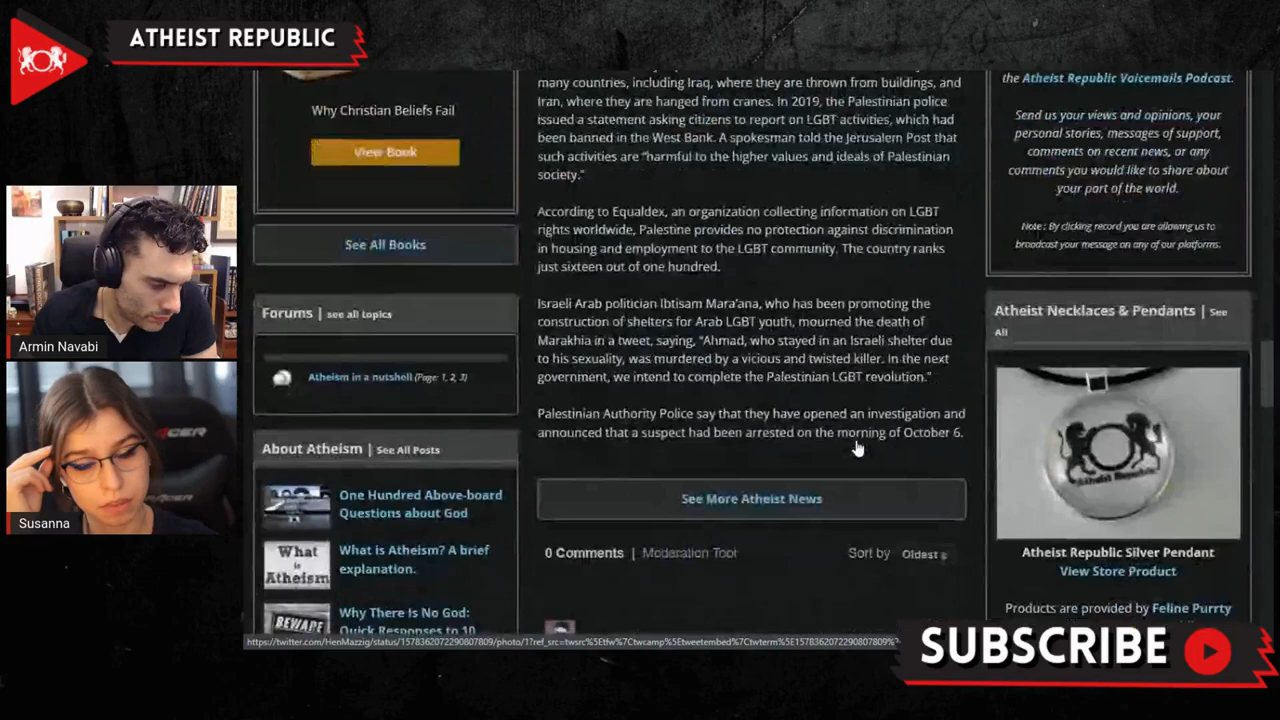 ATHEIST REPUBLIC
Why Christian Beliefs Fail
View Book
See All Books
Forums | see all topics
Atheism in a nutshell (Page: 1, 2, 3)
About Atheism | See All Posts
One Hundred Above-board
Questions about God
What is Atheism? A brief
explanation.
What
is
Atheism
Why There Is No God:
Quick Responses to 10
BEWARE
many countries, including Iraq, where they are thrown from buildings, and
Iran, where they are hanged from cranes. In 2019, the Palestinian police
issued a statement asking citizens to report on LGBT activities, which had
been banned in the West Bank. A spokesman told the Jerusalem Post that
such activities are "harmful to the higher values and ideals of Palestinian
society."
According to Equaldex, an organization collecting information on LGBT
rights worldwide, Palestine provides no protection against discrimination
in housing and employment to the LGBT community. The country ranks
just sixteen out of one hundred.
Israeli Arab politician Ibtisam Mara'ana, who has been promoting the
construction of shelters for Arab LGBT youth, mourned the death of
Marakhia in a tweet, saying, "Ahmad, who stayed in an Israeli shelter due
to his sexuality, was murdered by a vicious and twisted killer. In the next
government, we intend to complete the Palestinian LGBT revolution."
Palestinian Authority Police say that they have opened an investigation and
announced that a suspect had been arrested on the morning of October 6.
See More Atheist News
0 Comments | Moderation Tool
Sort by Oldest
the Atheist Republic Voicemails Podcast.
Send us your views and opinions, your
personal stories, messages of support,
comments on recent news, or any
comments you would like to share about
your part of the world.
Note: By clicking record you are allowing us to
broadcast your message on any of our platforms.
Atheist Necklaces & Pendants | See
All
Atheist Republic
Atheist Republic Silver Pendant
View Store Product
Products are provided by Feline Purrty
Armin Navabi
Susanna
SUBSCRIBE